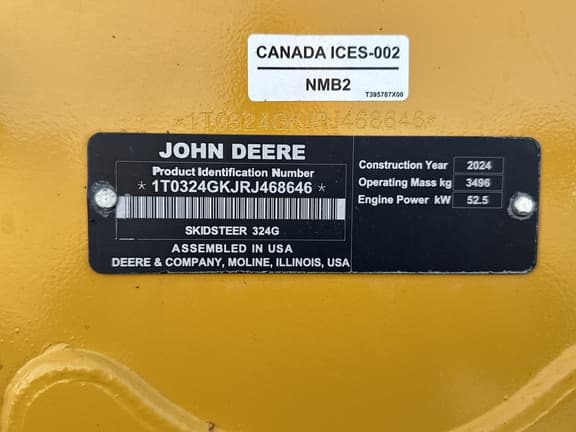 CANADA ICES-002
NMB2
T395787X00
*1T0324GKJRJ468646*
JOHN DEERE
Product Identification Number
*1T0324GKJRJ468646*
SKIDSTEER 324G
ASSEMBLED IN USA
DEERE & COMPANY, MOLINE, ILLINOIS, USA
Construction Year 2024
Operating Mass kg 3496
Engine Power kW 52.5